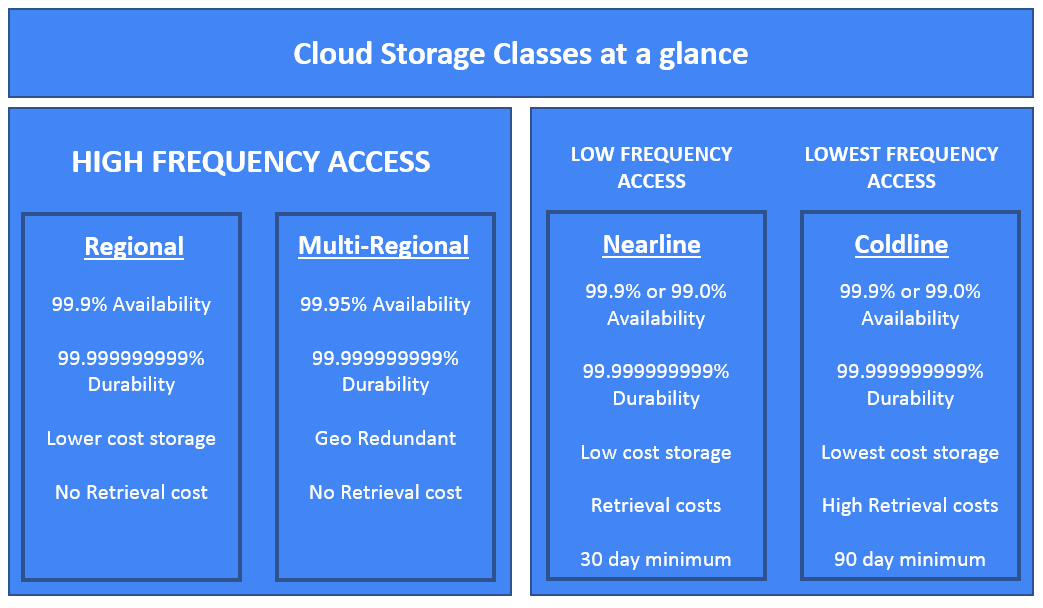 Cloud Storage Classes at a glance
HIGH FREQUENCY ACCESS
Regional
99.9% Availability
99.999999999%
Durability
Lower cost storage
No Retrieval cost
Multi-Regional
99.95% Availability
99.999999999%
Durability
Geo Redundant
No Retrieval cost
LOW FREQUENCY
ACCESS
Nearline
99.9% or 99.0%
Availability
99.999999999%
Durability
Low cost storage
Retrieval costs
30 day minimum
LOWEST FREQUENCY
ACCESS
Coldline
99.9% or 99.0%
Availability
99.999999999%
Durability
Lowest cost storage
High Retrieval costs
90 day minimum